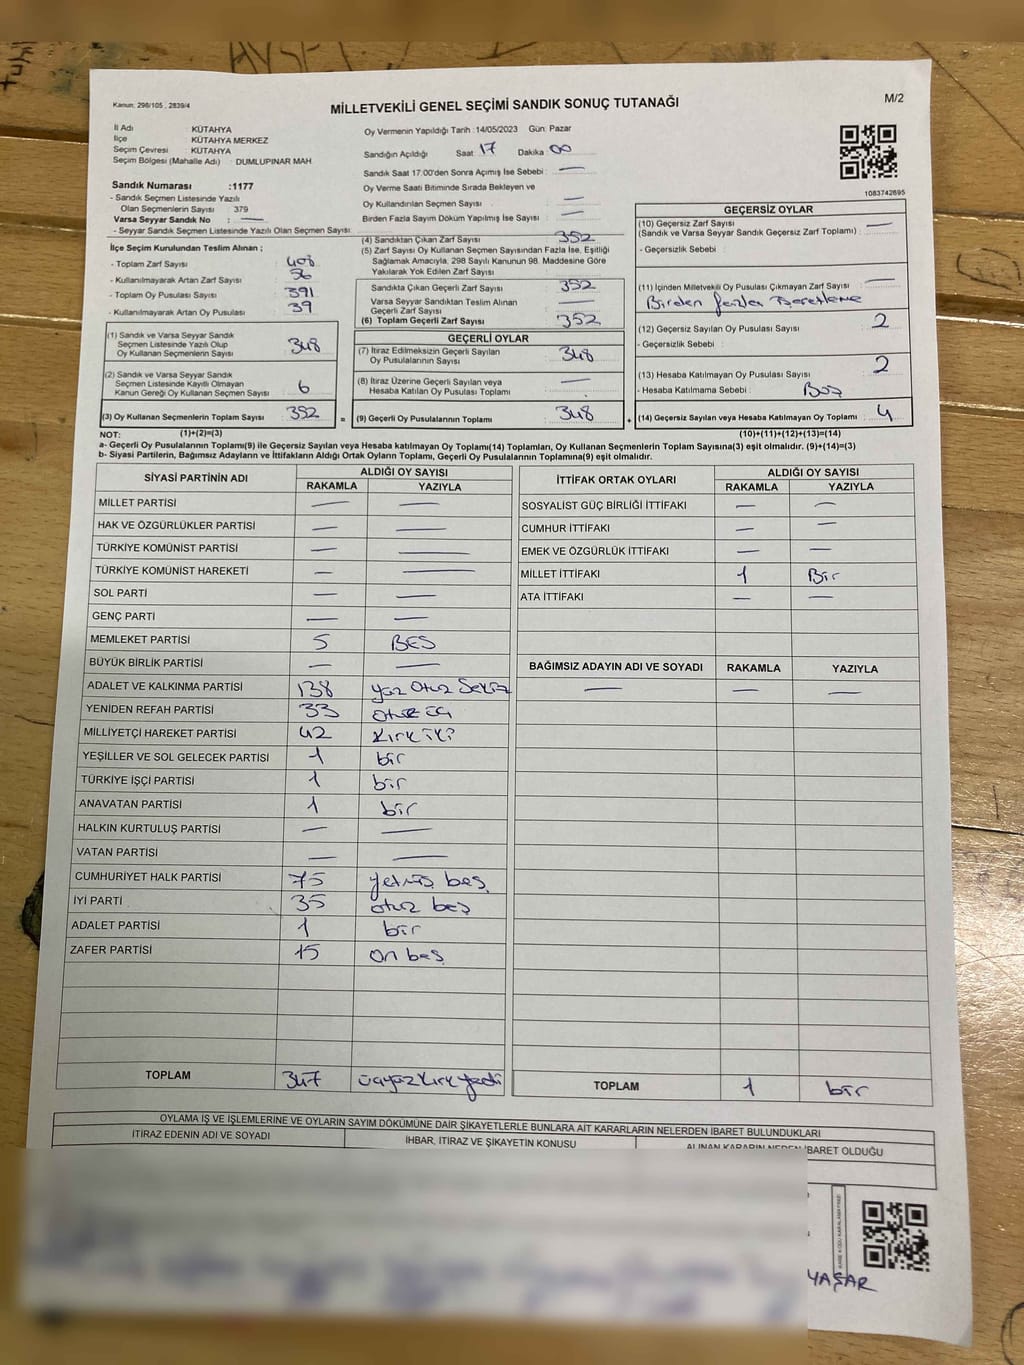 Kanun: 298/105, 2839/4
MİLLETVEKİLİ GENEL SEÇİMİ SANDIK SONUÇ TUTANAĞI
M/2
İl Adı KÜTAHYA
İlçe : KÜTAHYA MERKEZ
Seçim Çevresi : KÜTAHYA
Seçim Bölgesi (Mahalle Adı) : DUMLUPINAR MAH
Sandık Numarası :1177
- Sandık Seçmen Listesinde Yazılı
Olan Seçmenlerin Sayısı : 379
Varsa Seyyar Sandık No : —
- Seyyar Sandık Seçmen Listesinde Yazılı Olan Seçmen Sayısı:
Oy Vermenin Yapıldığı Tarih : 14/05/2023 Gün: Pazar
Sandığın Açıldığı Saat 17 Dakika 00
Sandık Saat 17.00'den Sonra Açımış İse Sebebi : —
Oy Verme Saati Bitiminde Sırada Bekleyen ve
Oy Kullandırılan Seçmen Sayısı : —
Birden Fazla Sayım Döküm Yapılmış İse Sayısı : —
1083742695
İlçe Seçim Kurulundan Teslim Alınan ;
- Toplam Zarf Sayısı : 408
- Kullanılmayarak Artan Zarf Sayısı : 56
- Toplam Oy Pusulası Sayısı : 391
- Kullanılmayarak Artan Oy Pusulası : 39
(4) Sandıktan Çıkan Zarf Sayısı : 352
(5) Zarf Sayısı Oy Kullanan Seçmen Sayısından Fazla İse, Eşitliği
Sağlamak Amacıyla, 298 Sayılı Kanunun 98. Maddesine Göre
Yakılarak Yok Edilen Zarf Sayısı :
Sandıkta Çıkan Geçerli Zarf Sayısı : 352
Varsa Seyyar Sandıktan Teslim Alınan
Geçerli Zarf Sayısı : —
(6) Toplam Geçerli Zarf Sayısı : 352
GEÇERSİZ OYLAR
(10) Geçersiz Zarf Sayısı : —
(Sandık ve Varsa Seyyar Sandık Geçersiz Zarf Toplamı)
- Geçersizlik Sebebi :
(11) İçinden Milletvekili Oy Pusulası Çıkmayan Zarf Sayısı : —
Birden fazla İşaretleme
(12) Geçersiz Sayılan Oy Pusulası Sayısı : 2
- Geçersizlik Sebebi :
(13) Hesaba Katılmayan Oy Pusulası Sayısı : 2
- Hesaba Katılmama Sebebi : Boş
(14) Geçersiz Sayılan veya Hesaba Katılmayan Oy Toplamı : 4
(10)+(11)+(12)+(13)=(14)
(1) Sandık ve Varsa Seyyar Sandık
Seçmen Listesinde Yazılı Olup
Oy Kullanan Seçmenlerin Sayısı : 348
(2) Sandık ve Varsa Seyyar Sandık
Seçmen Listesinde Kayıtlı Olmayan
Kanun Gereği Oy Kullanan Seçmen Sayısı : 6
(3) Oy Kullanan Seçmenlerin Toplam Sayısı : 352 =
(1)+(2)=(3)
GEÇERLİ OYLAR
(7) İtiraz Edilmeksizin Geçerli Sayılan
Oy Pusulalarının Sayısı : 348
(8) İtiraz Üzerine Geçerli Sayılan veya
Hesaba Katılan Oy Pusulası Toplamı : —
(9) Geçerli Oy Pusulalarının Toplamı : 348 +
NOT:
a- Geçerli Oy Pusulalarının Toplamı(9) ile Geçersiz Sayılan veya Hesaba katılmayan Oy Toplamı(14) Toplamları, Oy Kullanan Seçmenlerin Toplam Sayısına(3) eşit olmalıdır. (9)+(14)=(3)
b- Siyasi Partilerin, Bağımsız Adayların ve İttifakların Aldığı Ortak Oyların Toplamı, Geçerli Oy Pusulalarının Toplamına(9) eşit olmalıdır.
SİYASİ PARTİNİN ADI ALDIĞI OY SAYISI
RAKAMLA YAZIYLA
MİLLET PARTİSİ — —
HAK VE ÖZGÜRLÜKLER PARTİSİ — —
TÜRKİYE KOMÜNİST PARTİSİ — —
TÜRKİYE KOMÜNİST HAREKETİ — —
SOL PARTİ — —
GENÇ PARTİ — —
MEMLEKET PARTİSİ 5 BEŞ
BÜYÜK BİRLİK PARTİSİ — —
ADALET VE KALKINMA PARTİSİ 138 yüz Otuz Sekiz
YENİDEN REFAH PARTİSİ 33 otuz üç
MİLLİYETÇİ HAREKET PARTİSİ 42 Kırk iki
YEŞİLLER VE SOL GELECEK PARTİSİ 1 bir
TÜRKİYE İŞÇİ PARTİSİ 1 bir
ANAVATAN PARTİSİ 1 bir
HALKIN KURTULUŞ PARTİSİ — —
VATAN PARTİSİ — —
CUMHURİYET HALK PARTİSİ 75 yetmiş beş
İYİ PARTİ 35 otuz beş
ADALET PARTİSİ 1 bir
ZAFER PARTİSİ 15 on beş
TOPLAM 347 üçyüz kırk yedi
İTTİFAK ORTAK OYLARI ALDIĞI OY SAYISI
RAKAMLA YAZIYLA
SOSYALİST GÜÇ BİRLİĞİ İTTİFAKI — —
CUMHUR İTTİFAKI — —
EMEK VE ÖZGÜRLÜK İTTİFAKI — —
MİLLET İTTİFAKI 1 Bir
ATA İTTİFAKI — —
BAĞIMSIZ ADAYIN ADI VE SOYADI RAKAMLA YAZIYLA
— — —
TOPLAM 1 bir
OYLAMA İŞ VE İŞLEMLERİNE VE OYLARIN SAYIM DÖKÜMÜNE DAİR ŞİKAYETLERLE BUNLARA AİT KARARLARIN NELERDEN İBARET BULUNDUKLARI
İTİRAZ EDENİN ADI VE SOYADI İHBAR, İTİRAZ VE ŞİKAYETİN KONUSU ALINAN KARARIN NEDEN İBARET OLDUĞU
YAŞAR